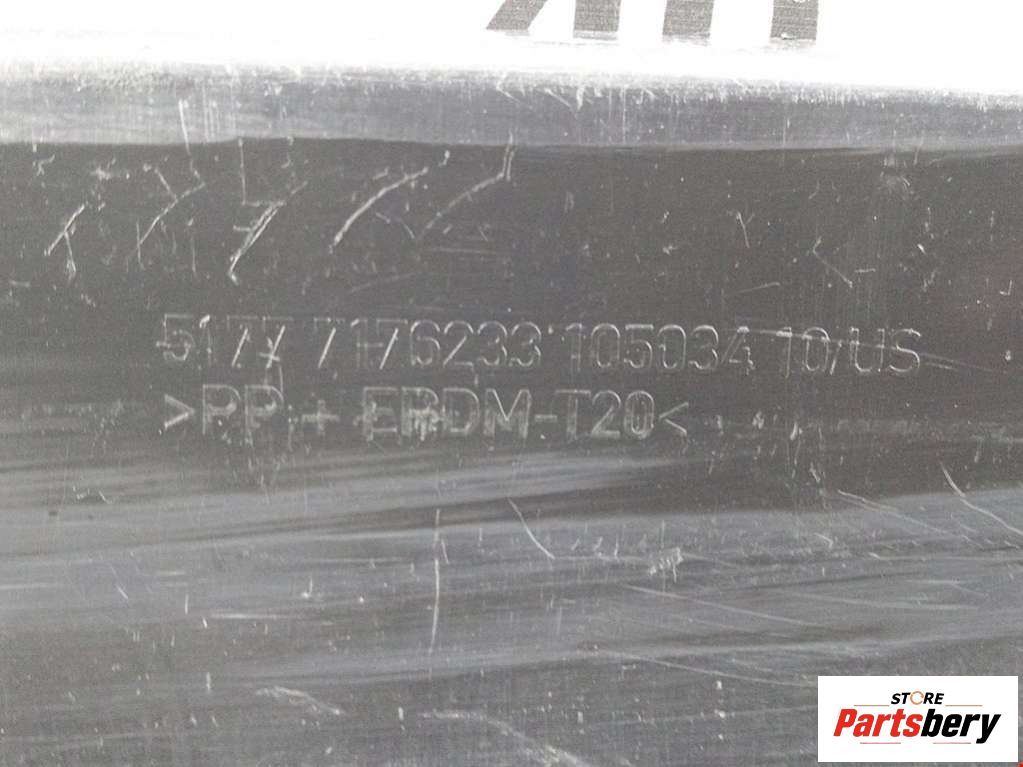 5177 7176233 105034 10/US
>PP + EPDM-T20<
STORE
Partsbery